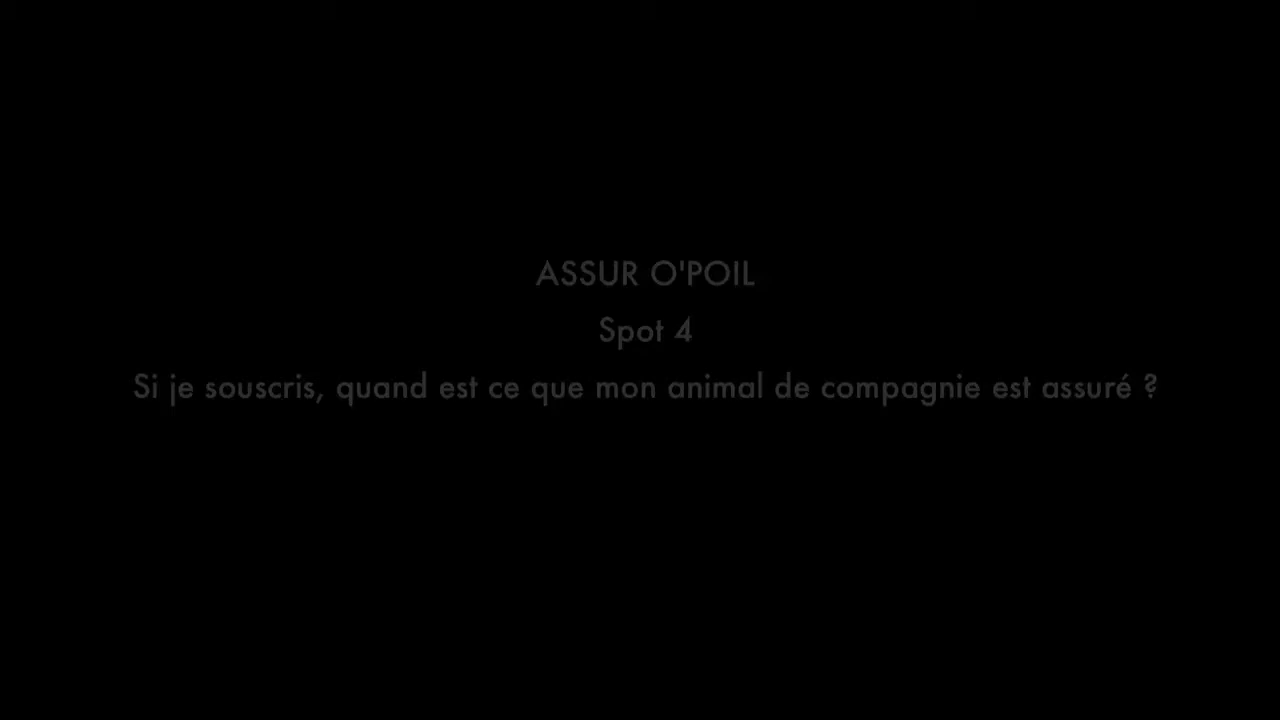 ASSUR O'POIL
Spot 4
Si je souscris, quand est ce que mon animal de compagnie est assuré ?